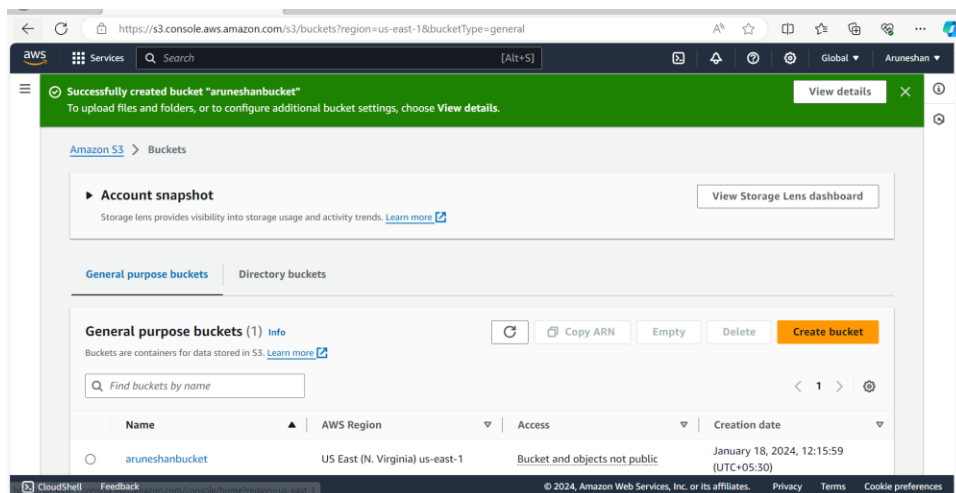 https://s3.console.aws.amazon.com/s3/buckets?region=us-east-1&bucketType=general
aws Services Search [Alt+S] Global Aruneshan
Successfully created bucket "aruneshanbucket"
To upload files and folders, or to configure additional bucket settings, choose View details.
View details
Amazon S3 > Buckets
Account snapshot
Storage lens provides visibility into storage usage and activity trends. Learn more
View Storage Lens dashboard
General purpose buckets Directory buckets
General purpose buckets (1) Info
Buckets are containers for data stored in S3. Learn more
Copy ARN Empty Delete Create bucket
Find buckets by name
< 1 >
Name AWS Region Access Creation date
aruneshanbucket US East (N. Virginia) us-east-1 Bucket and objects not public January 18, 2024, 12:15:59
(UTC+05:30)
CloudShell Feedback © 2024, Amazon Web Services, Inc. or its affiliates. Privacy Terms Cookie preferences